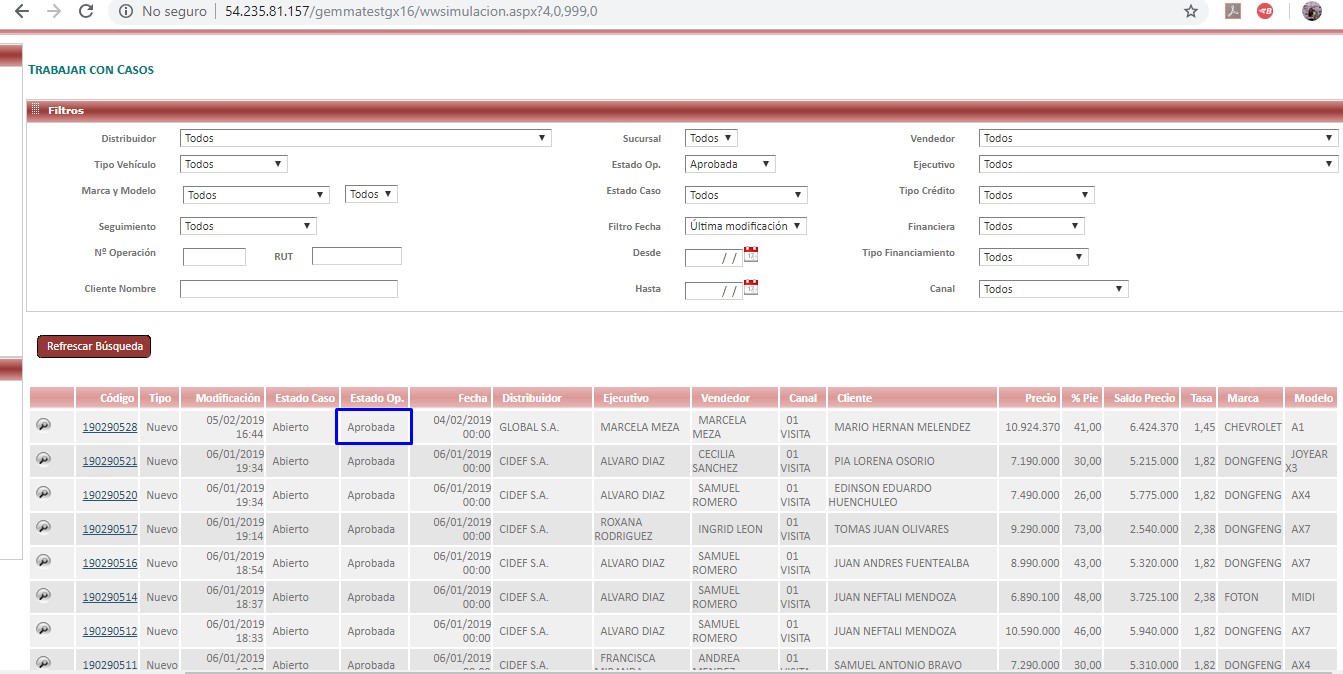 No seguro | 54.235.81.157/gemmatestgx16/wwsimulacion.aspx?4,0,999,0
TRABAJAR CON CASOS
Filtros
Distribuidor Todos Sucursal Todos Vendedor Todos
Tipo Vehículo Todos Estado Op. Aprobada Ejecutivo Todos
Marca y Modelo Todos Todos Estado Caso Todos Tipo Crédito Todos
Seguimiento Todos Filtro Fecha Última modificación Financiera Todos
Nº Operación RUT Desde / / Tipo Financiamiento Todos
Cliente Nombre Hasta / / Canal Todos
Refrescar Búsqueda
Código Tipo Modificación Estado Caso Estado Op. Fecha Distribuidor Ejecutivo Vendedor Canal Cliente Precio % Pie Saldo Precio Tasa Marca Modelo
190290528 Nuevo 05/02/2019 16:44 Abierto Aprobada 04/02/2019 00:00 GLOBAL S.A. MARCELA MEZA MARCELA MEZA 01 VISITA MARIO HERNAN MELENDEZ 10.924.370 41,00 6.424.370 1,45 CHEVROLET A1
190290521 Nuevo 06/01/2019 19:34 Abierto Aprobada 06/01/2019 00:00 CIDEF S.A. ALVARO DIAZ CECILIA SANCHEZ 01 VISITA PIA LORENA OSORIO 7.190.000 30,00 5.215.000 1,82 DONGFENG JOYEAR X3
190290520 Nuevo 06/01/2019 19:34 Abierto Aprobada 06/01/2019 00:00 CIDEF S.A. ALVARO DIAZ SAMUEL ROMERO 01 VISITA EDINSON EDUARDO HUENCHULEO 7.490.000 26,00 5.775.000 1,82 DONGFENG AX4
190290517 Nuevo 06/01/2019 19:14 Abierto Aprobada 06/01/2019 00:00 CIDEF S.A. ROXANA RODRIGUEZ INGRID LEON 01 VISITA TOMAS JUAN OLIVARES 9.290.000 73,00 2.540.000 2,38 DONGFENG AX7
190290516 Nuevo 06/01/2019 18:54 Abierto Aprobada 06/01/2019 00:00 CIDEF S.A. ALVARO DIAZ SAMUEL ROMERO 01 VISITA JUAN ANDRES FUENTEALBA 8.990.000 43,00 5.320.000 1,82 DONGFENG AX7
190290514 Nuevo 06/01/2019 18:37 Abierto Aprobada 06/01/2019 00:00 CIDEF S.A. ALVARO DIAZ SAMUEL ROMERO 01 VISITA JUAN NEFTALI MENDOZA 6.890.100 48,00 3.725.100 2,38 FOTON MIDI
190290512 Nuevo 06/01/2019 18:33 Abierto Aprobada 06/01/2019 00:00 CIDEF S.A. ALVARO DIAZ SAMUEL ROMERO 01 VISITA JUAN NEFTALI MENDOZA 10.590.000 46,00 5.940.000 1,82 DONGFENG AX7
190290511 Nuevo 06/01/2019 Abierto Aprobada 06/01/2019 CIDEF S.A. FRANCISCA ANDREA 01 SAMUEL ANTONIO BRAVO 7.290.000 30,00 5.310.000 1,82 DONGFENG AX4